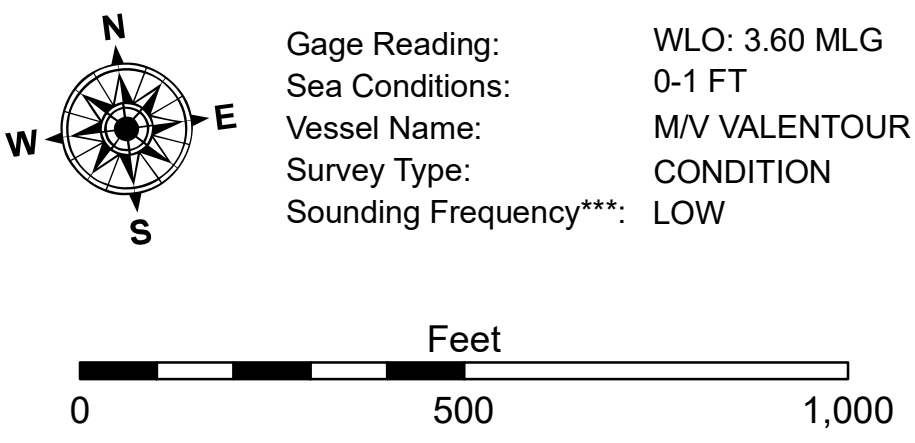 N
W E
S
Gage Reading: WLO: 3.60 MLG
Sea Conditions: 0-1 FT
Vessel Name: M/V VALENTOUR
Survey Type: CONDITION
Sounding Frequency***: LOW
Feet
0 500 1,000